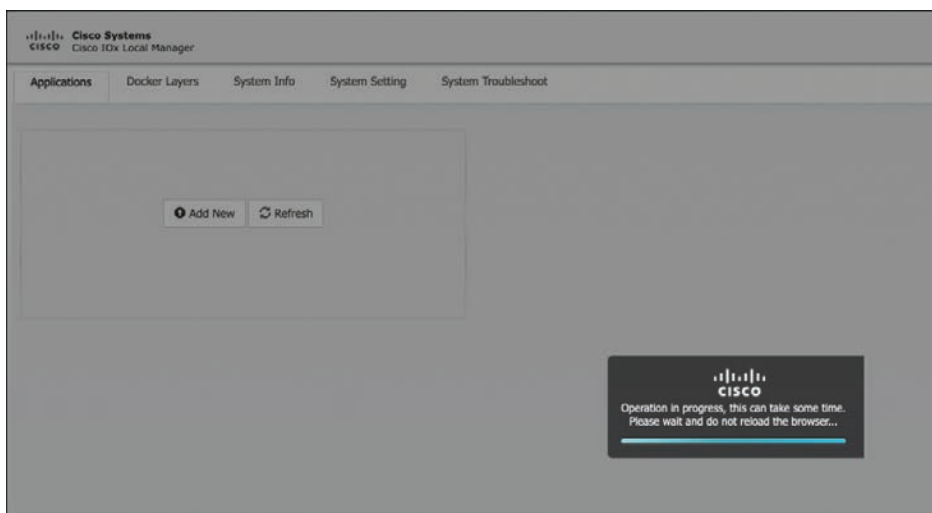 CISCO Cisco Systems
Cisco IOx Local Manager
Applications Docker Layers System Info System Setting System Troubleshoot
Add New Refresh
CISCO
Operation in progress, this can take some time.
Please wait and do not reload the browser...